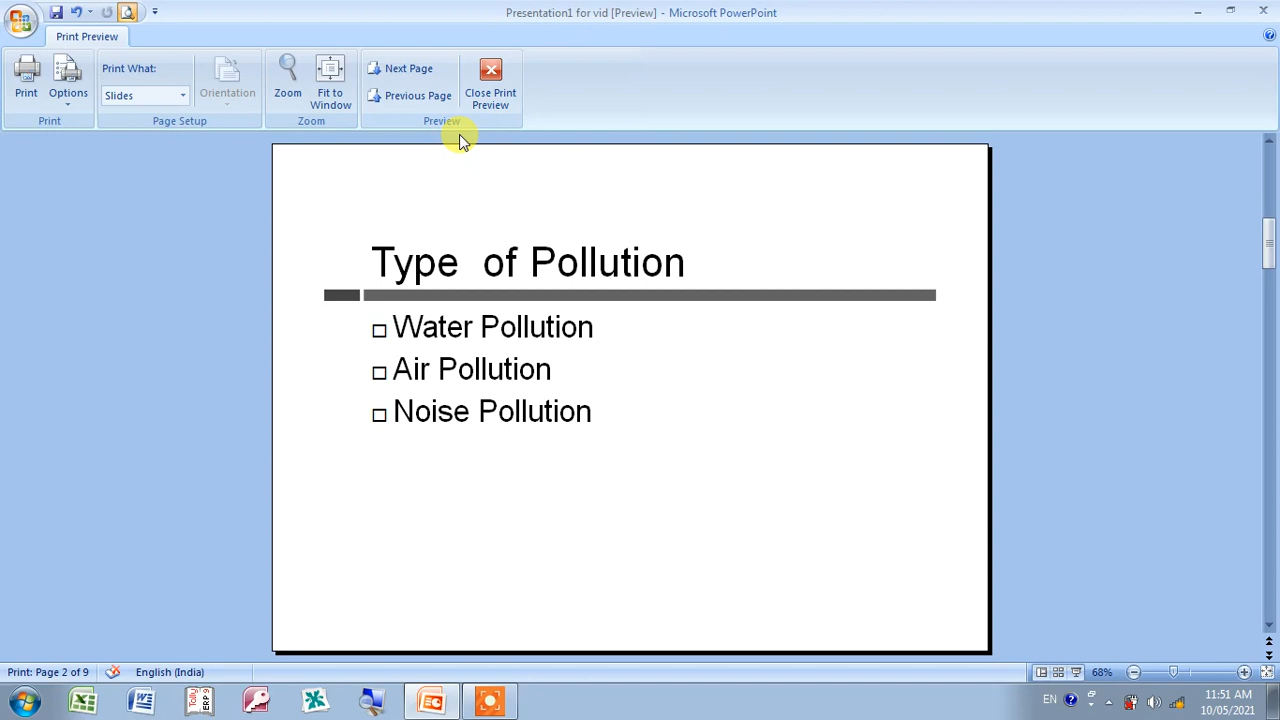 Presentation1 for vid [Preview] - Microsoft PowerPoint
Print Preview
Print
Options
Print
Print What:
Slides
Orientation
Page Setup
Zoom
Fit to
Window
Zoom
Next Page
Previous Page
Close Print
Preview
Preview
Type  of Pollution
Water Pollution
Air Pollution
Noise Pollution
Print: Page 2 of 9
English (India)
68%
EN
11:51 AM
10/05/2021